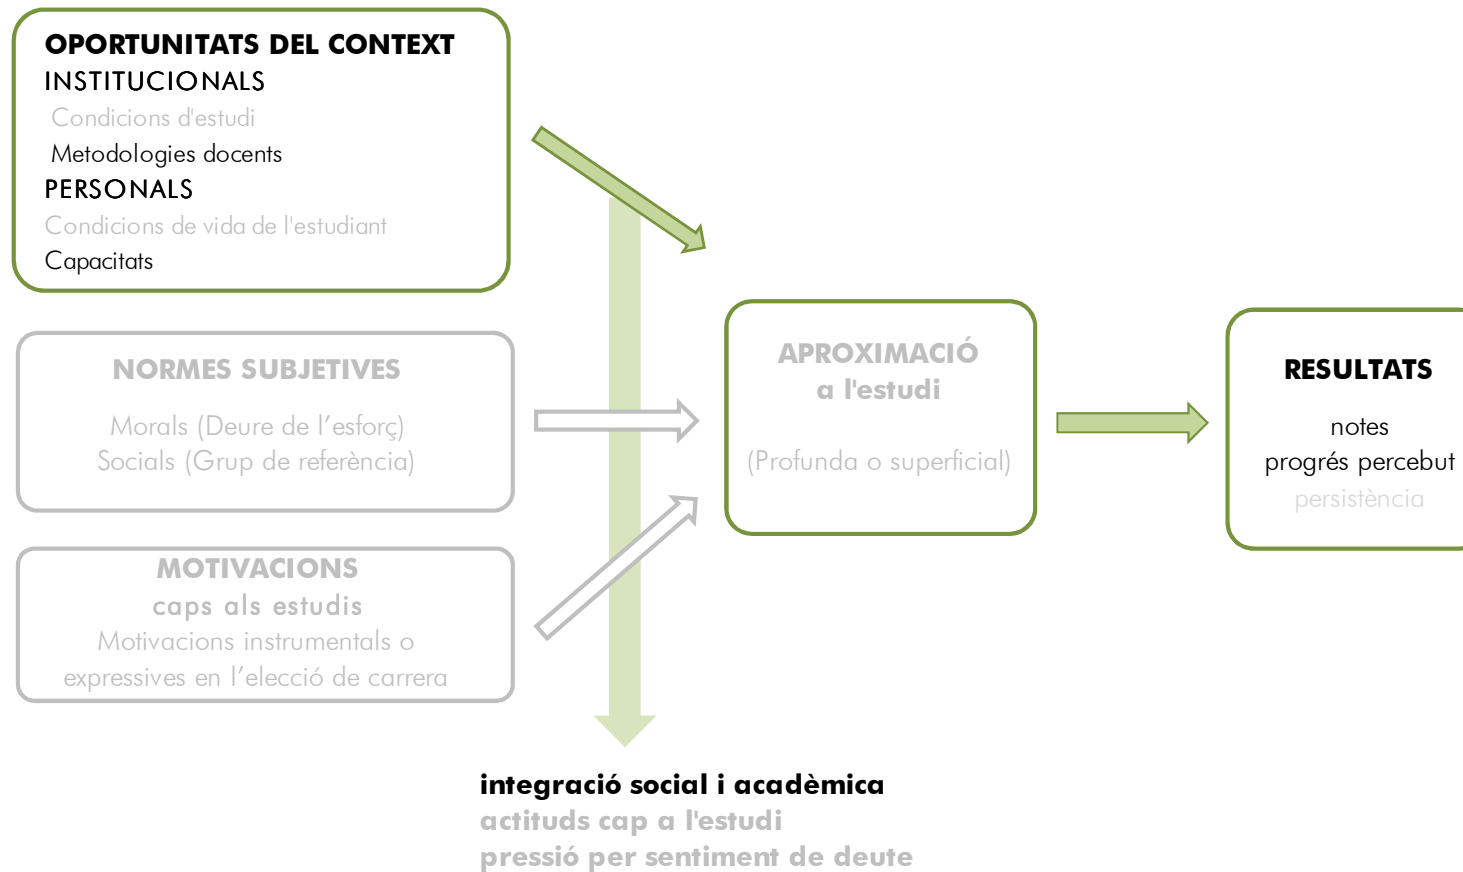 OPORTUNITATS DEL CONTEXT
INSTITUCIONALS
Condicions d'estudi
Metodologies docents
PERSONALS
Condicions de vida de l'estudiant
Capacitats
NORMES SUBJETIVES
Morals (Deure de l’esforç)
Socials (Grup de referència)
MOTIVACIONS
caps als estudis
Motivacions instrumentals o
expressives en l’elecció de carrera
APROXIMACIÓ
a l'estudi
(Profunda o superficial)
RESULTATS
notes
progrés percebut
persistència
integració social i acadèmica
actituds cap a l'estudi
pressió per sentiment de deute